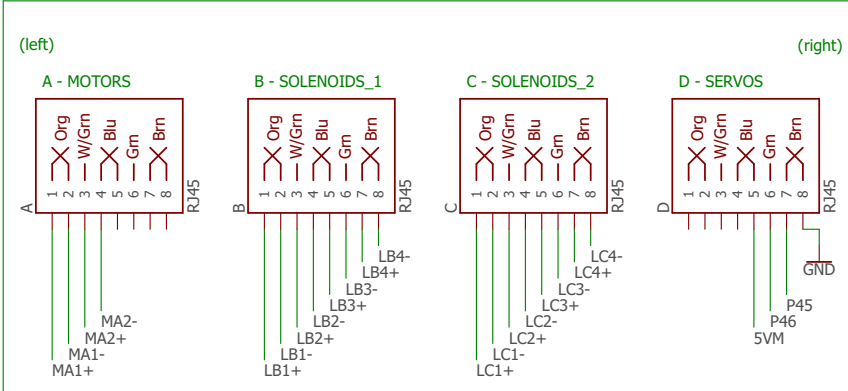 (left)
(right)
A - MOTORS
B - SOLENOIDS_1
C - SOLENOIDS_2
D - SERVOS
Org W/Grn Blu Grn Brn
Org W/Grn Blu Grn Brn
Org W/Grn Blu Grn Brn
Org W/Grn Blu Grn Brn
A 1 2 3 4 5 6 7 8 RJ45
B 1 2 3 4 5 6 7 8 RJ45
C 1 2 3 4 5 6 7 8 RJ45
D 1 2 3 4 5 6 7 8 RJ45
MA2-
MA2+
MA1-
MA1+
LB4-
LB4+
LB3-
LB3+
LB2-
LB2+
LB1-
LB1+
LC4-
LC4+
LC3-
LC3+
LC2-
LC2+
LC1-
LC1+
GND
P45
P46
5VM